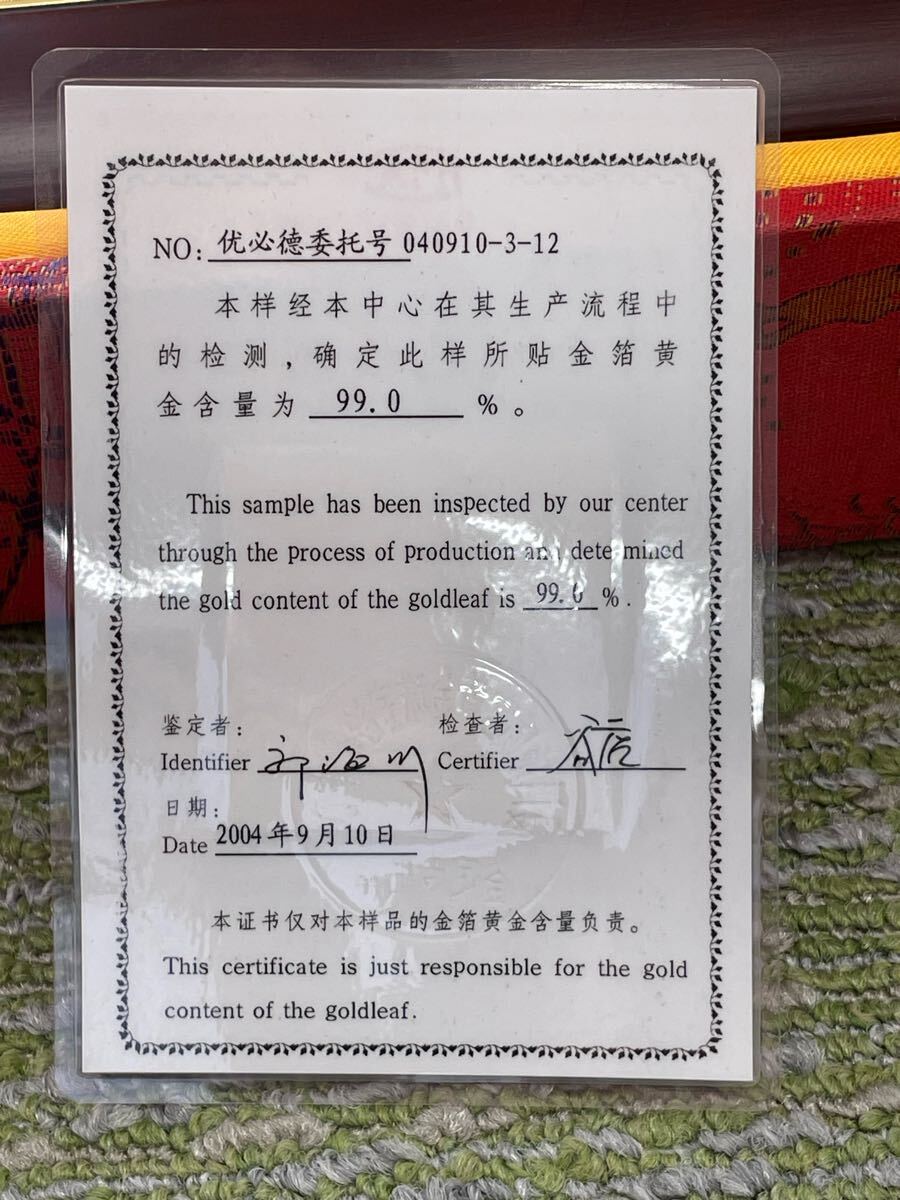 NO: 优必德委托号 040910-3-12
本样经本中心在其生产流程中
的检测,确定此样所贴金箔黄
金含量为 99.0 %。
This sample has been inspected by our center
through the process of production and determined
the gold content of the goldleaf is 99.0 %.
鉴定者:
检查者:
Identifier
Certifier
日期:
Date 2004年9月10日
本证书仅对本样品的金箔黄金含量负责。
This certificate is just responsible for the gold
content of the goldleaf.